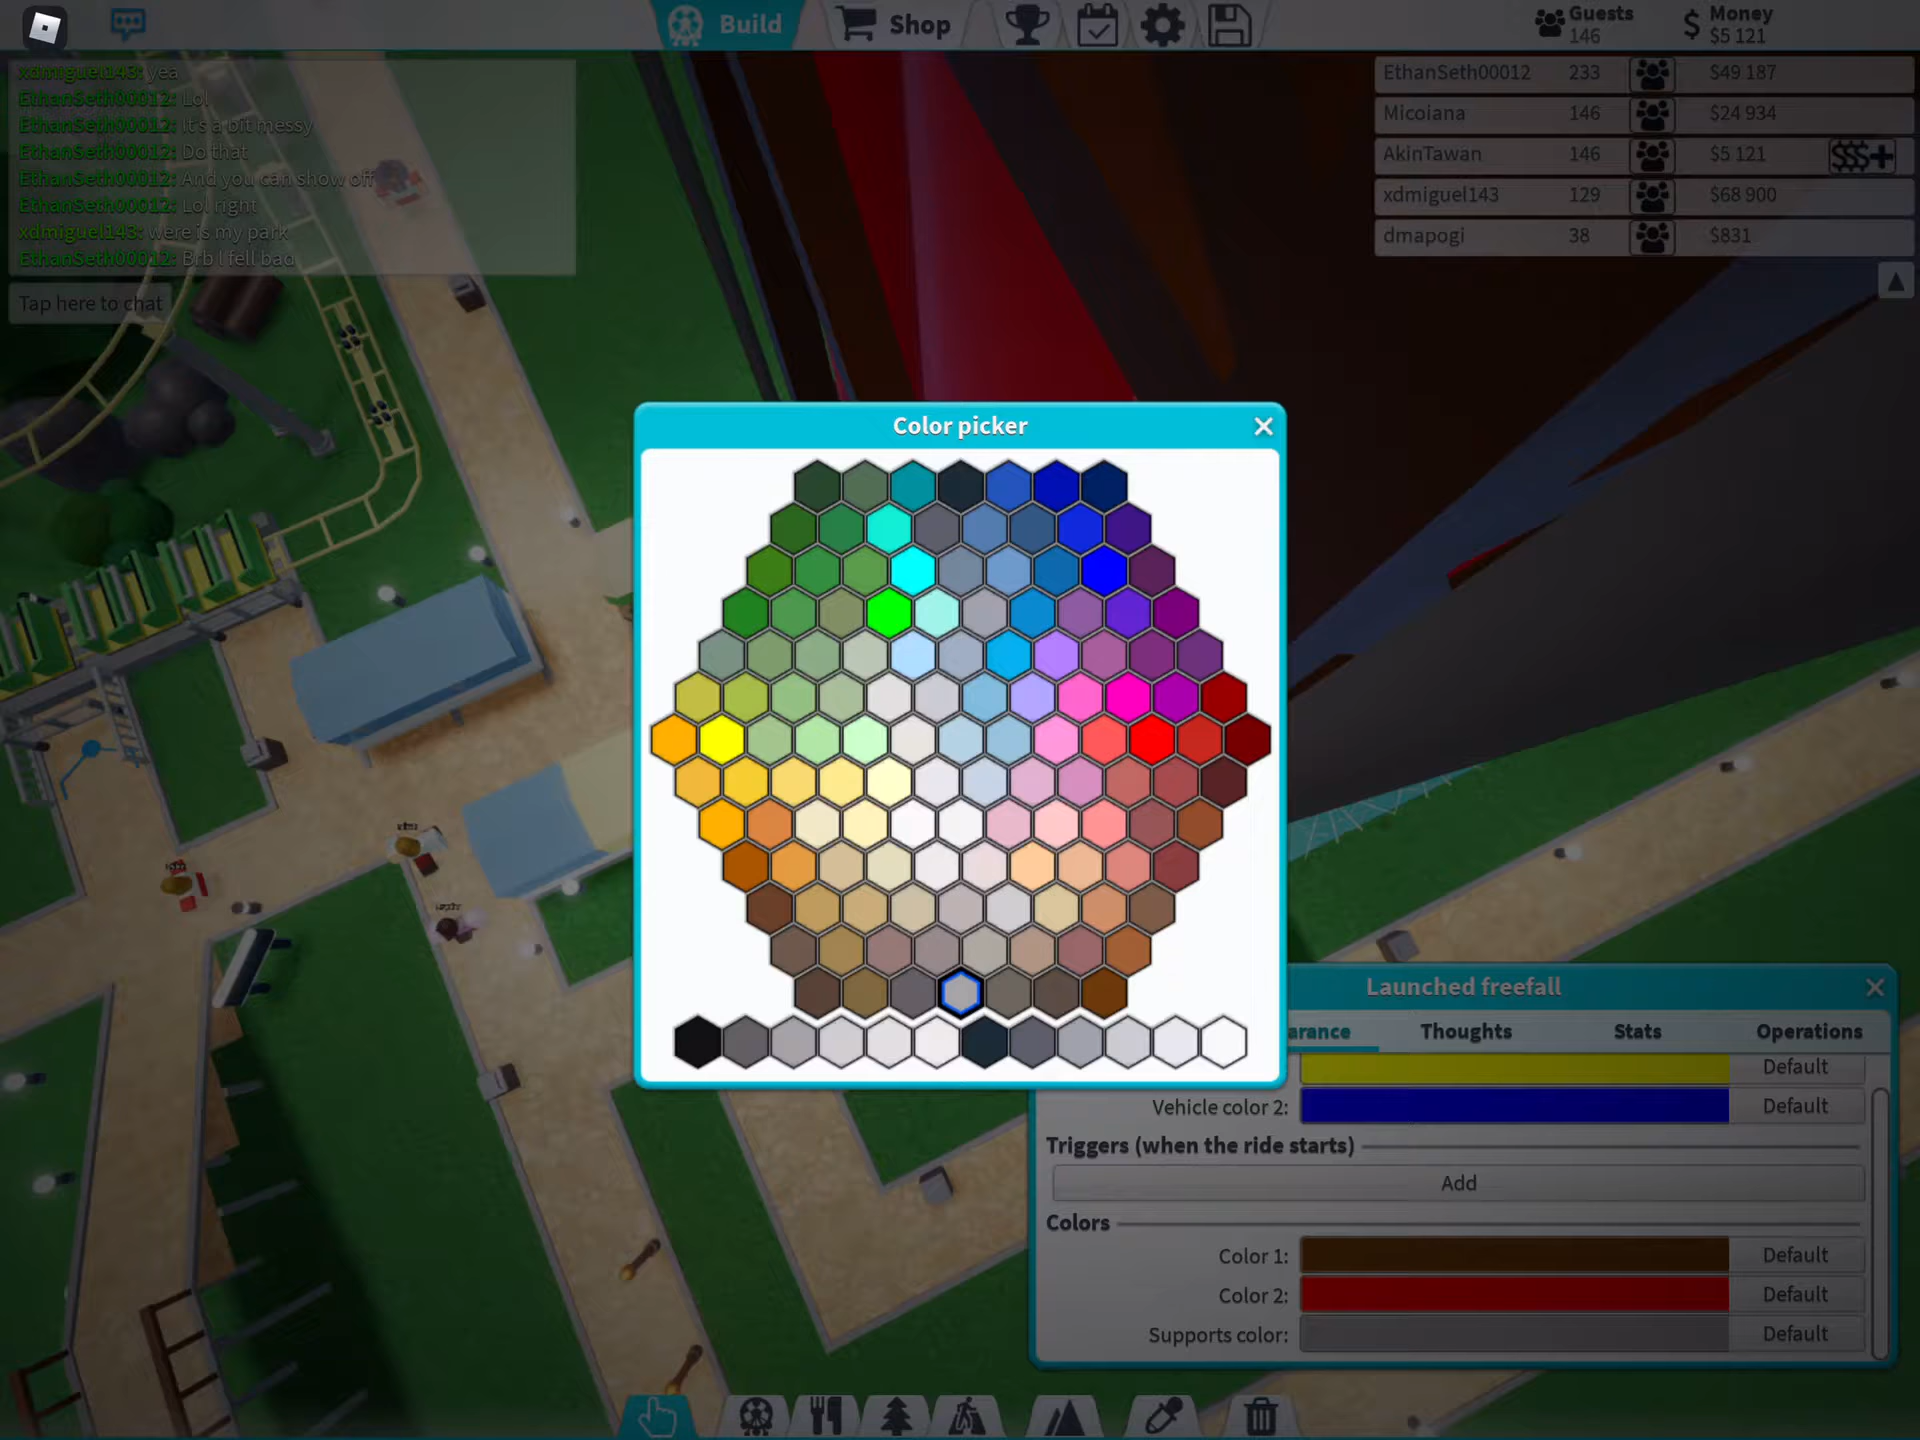 Build
Shop
Guests
146
Money
$5 121
xdmiguel143: yea
EthanSeth00012: Lol
EthanSeth00012: It's a bit messy
EthanSeth00012: Do that
EthanSeth00012: And you can show off
EthanSeth00012: Lol right
xdmiguel143: were is my park
EthanSeth00012: Brb l fell bad
Tap here to chat
EthanSeth00012 233 $49 187
Micoiana 146 $24 934
AkinTawan 146 $5 121 $$$+
xdmiguel143 129 $68 900
dmapogi 38 $831
Color picker
Launched freefall
arance Thoughts Stats Operations
Default
Vehicle color 2: Default
Triggers (when the ride starts)
Add
Colors
Color 1: Default
Color 2: Default
Supports color: Default